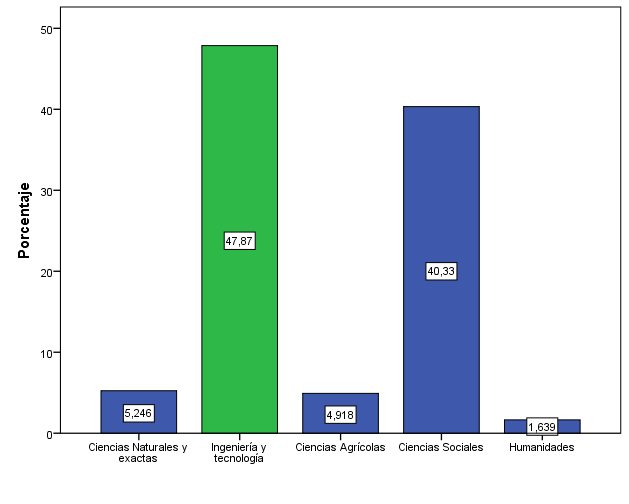 Porcentaje
50
40
30
20
10
0
5,246
47,87
4,918
40,33
1,639
Ciencias Naturales y
exactas
Ingeniería y
tecnología
Ciencias Agrícolas
Ciencias Sociales
Humanidades